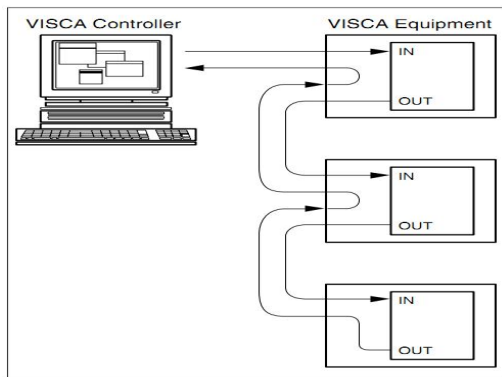 VISCA Controller
VISCA Equipment
IN
OUT
IN
OUT
IN
OUT